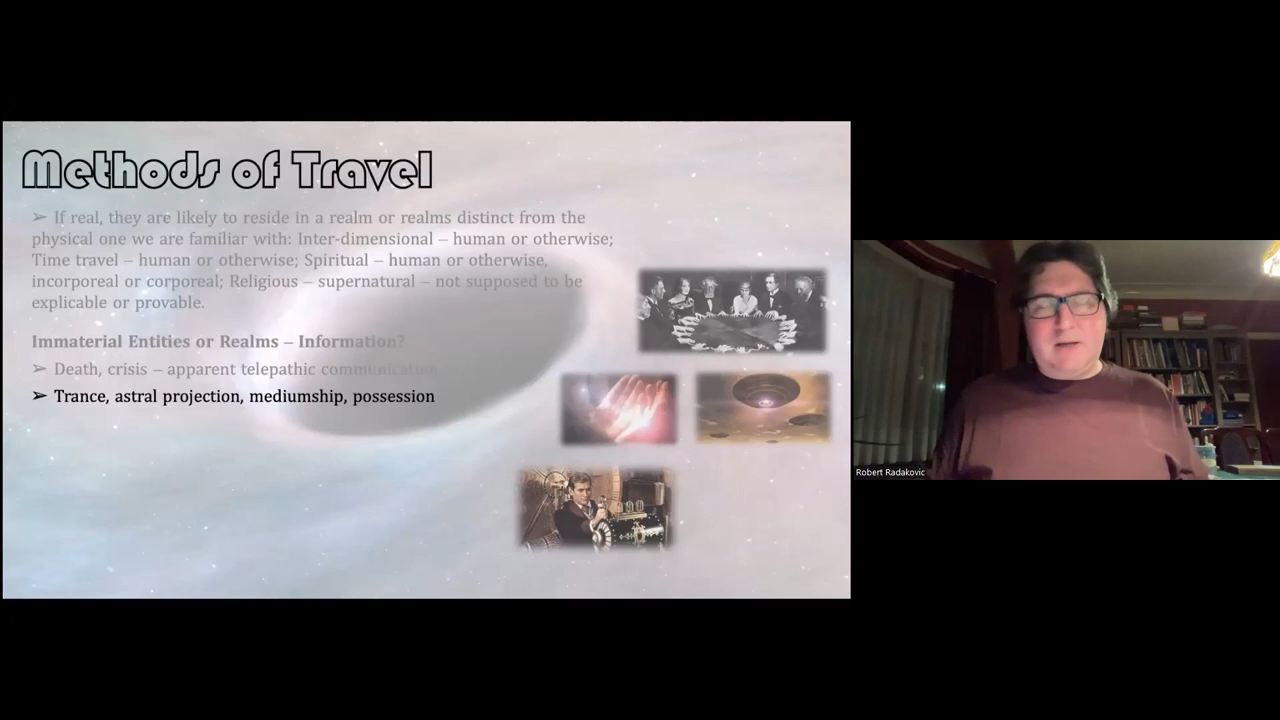 Methods of Travel
➢ If real, they are likely to reside in a realm or realms distinct from the
physical one we are familiar with: Inter-dimensional – human or otherwise;
Time travel – human or otherwise; Spiritual – human or otherwise,
incorporeal or corporeal; Religious – supernatural – not supposed to be
explicable or provable.
Immaterial Entities or Realms – Information?
➢ Death, crisis – apparent telepathic communication
➢ Trance, astral projection, mediumship, possession
Robert Radakovic